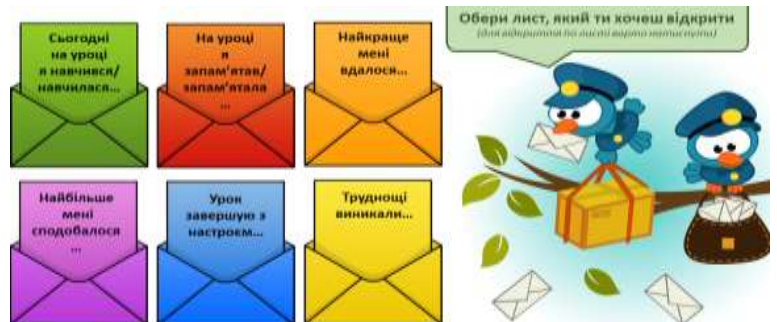 Сьогодні
на уроці
я навчився/
навчилася...
На уроці
я
запам'ятав/
запам'ятала
...
Найкраще
мені
вдалося...
Найбільше
мені
сподобалося
...
Урок
завершую з
настроєм...
Труднощі
виникали...
Обери лист, який ти хочеш відкрити
(для відкриття по листі варто натиснути)